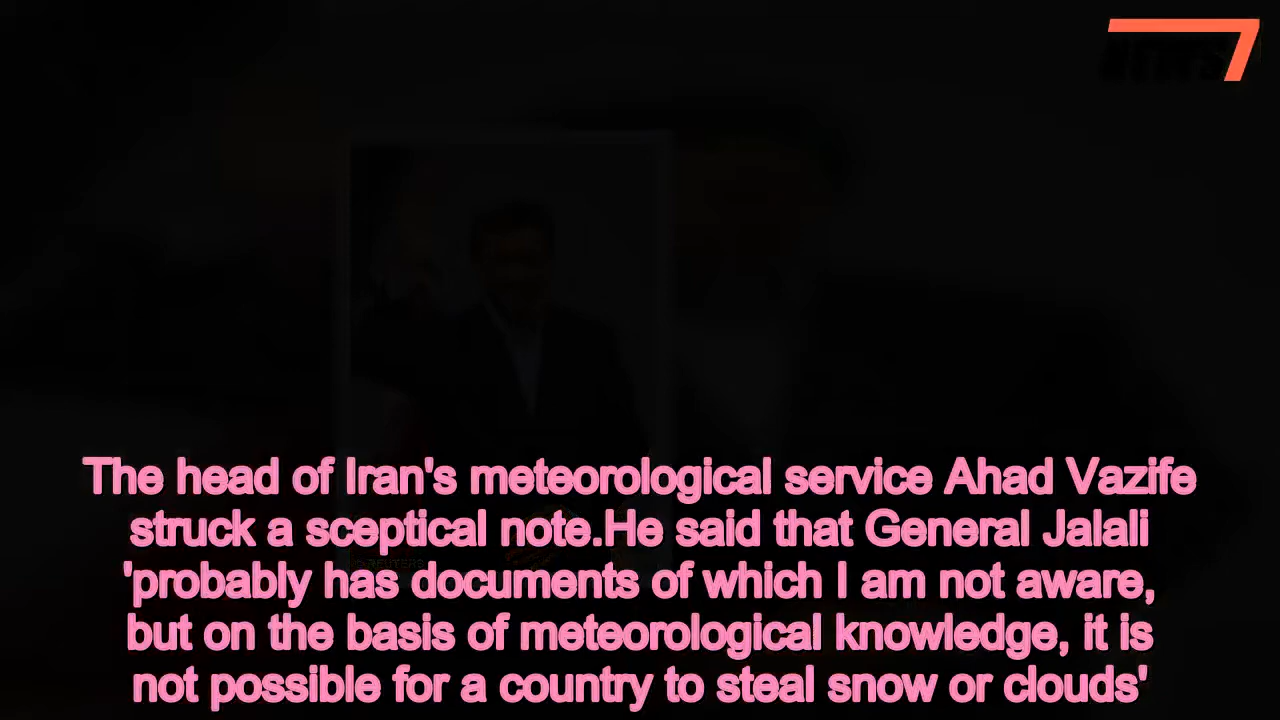 7
The head of Iran's meteorological service Ahad Vazife
struck a sceptical note.He said that General Jalali
'probably has documents of which I am not aware,
but on the basis of meteorological knowledge, it is
not possible for a country to steal snow or clouds'